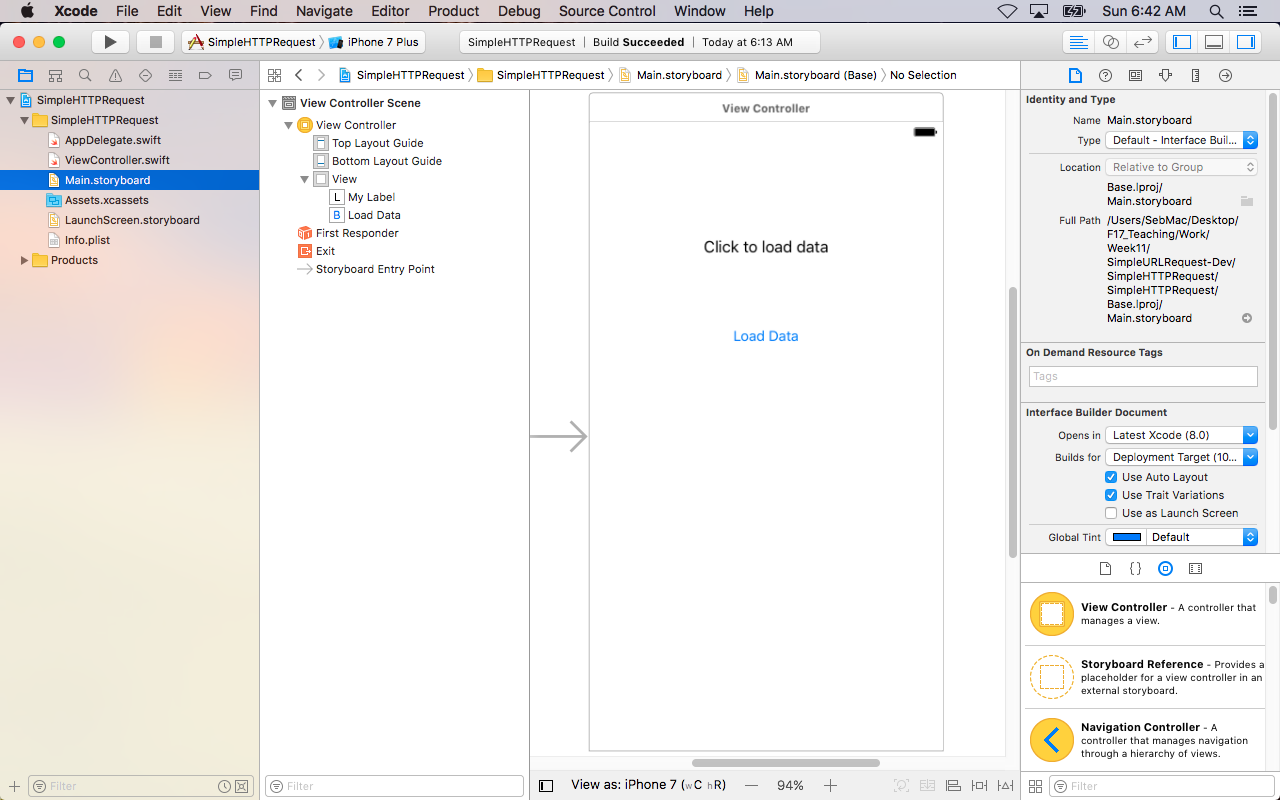 Xcode File Edit View Find Navigate Editor Product Debug Source Control Window Help Sun 6:42 AM
SimpleHTTPRequest iPhone 7 Plus SimpleHTTPRequest | Build Succeeded | Today at 6:13 AM
SimpleHTTPRequest SimpleHTTPRequest Main.storyboard Main.storyboard (Base) No Selection
SimpleHTTPRequest
SimpleHTTPRequest
AppDelegate.swift
ViewController.swift
Main.storyboard
Assets.xcassets
LaunchScreen.storyboard
Info.plist
Products
Filter
View Controller Scene
View Controller
Top Layout Guide
Bottom Layout Guide
View
L My Label
B Load Data
First Responder
Exit
Storyboard Entry Point
Filter
View Controller
Click to load data
Load Data
View as: iPhone 7 (wC hR) — 94% +
Identity and Type
Name Main.storyboard
Type Default - Interface Buil...
Location Relative to Group
Base.lproj/
Main.storyboard
Full Path /Users/SebMac/Desktop/
F17_Teaching/Work/
Week11/
SimpleURLRequest-Dev/
SimpleHTTPRequest/
SimpleHTTPRequest/
Base.lproj/
Main.storyboard
On Demand Resource Tags
Tags
Interface Builder Document
Opens in Latest Xcode (8.0)
Builds for Deployment Target (10...
Use Auto Layout
Use Trait Variations
Use as Launch Screen
Global Tint Default
{}
View Controller - A controller that
manages a view.
Storyboard Reference - Provides a
placeholder for a view controller in an
external storyboard.
Navigation Controller - A
controller that manages navigation
through a hierarchy of views.
Filter